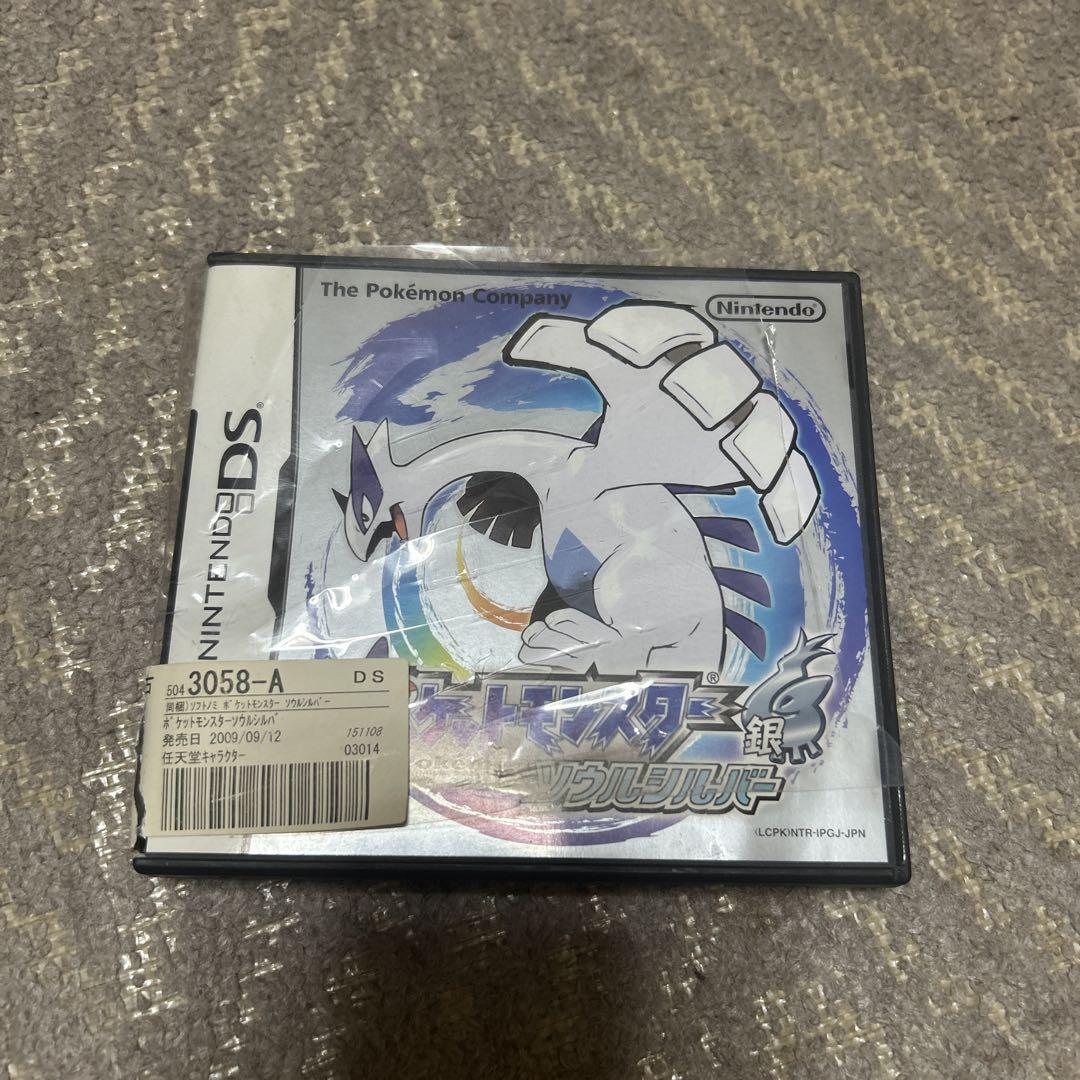 The Pokémon Company
Nintendo
NINTENDO DS®
504 3058-A DS
同梱)ソフトノミ ポケットモンスター ソウルシルバー
ポケットモンスターソウルシルバ
発売日 2009/09/12
151108
任天堂キャラクター
03014
ケットモンスター®
銀
Poké
ソウルシルバー
(LCPK)NTR-IPGJ-JPN